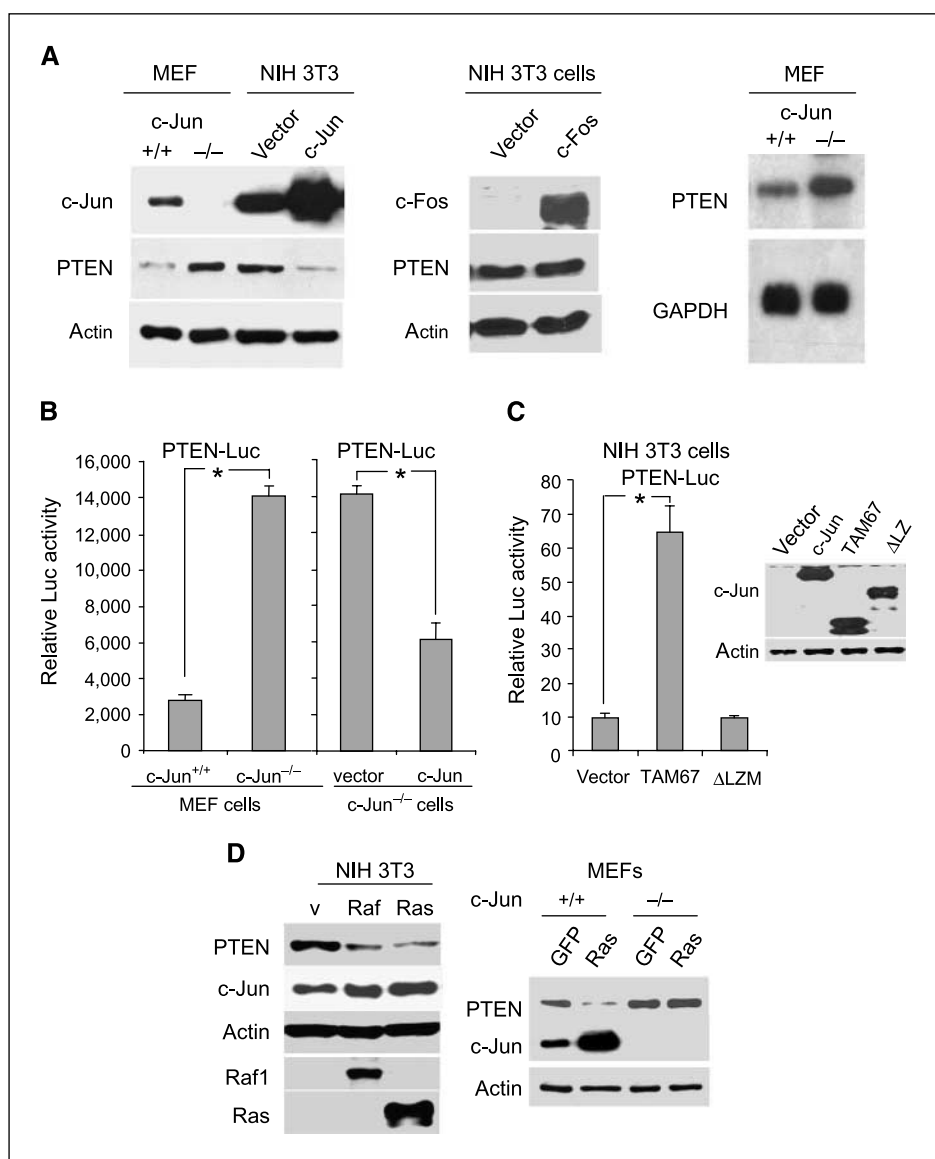 A
MEF NIH 3T3
c-Jun
+/+ –/– Vector c-Jun
c-Jun
PTEN
Actin
NIH 3T3 cells
Vector c-Fos
c-Fos
PTEN
Actin
MEF
c-Jun
+/+ –/–
PTEN
GAPDH
B
PTEN-Luc PTEN-Luc
Relative Luc activity
16,000
14,000
12,000
10,000
8,000
6,000
4,000
2,000
0
* *
c-Jun+/+ c-Jun–/– vector c-Jun
MEF cells c-Jun–/– cells
C
NIH 3T3 cells
PTEN-Luc
Relative Luc activity
80
70
60
50
40
30
20
10
0
*
Vector TAM67 ΔLZM
Vector c-Jun TAM67 ΔLZ
c-Jun
Actin
D
NIH 3T3
v Raf Ras
PTEN
c-Jun
Actin
Raf1
Ras
MEFs
c-Jun +/+ –/–
GFP Ras GFP Ras
PTEN
c-Jun
Actin